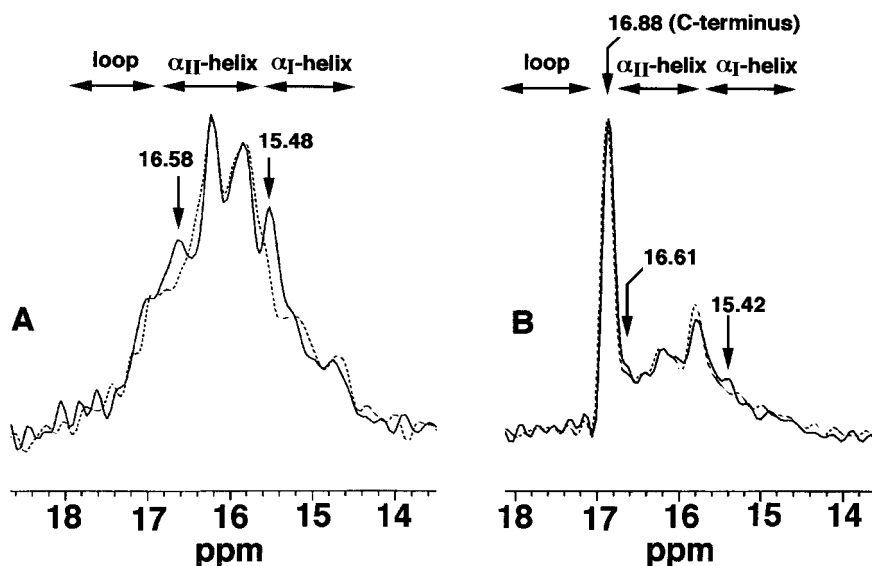 loop αII-helix αI-helix
16.58
15.48
A
18 17 16 15 14
ppm
16.88 (C-terminus)
loop αII-helix αI-helix
16.61
15.42
B
18 17 16 15 14
ppm